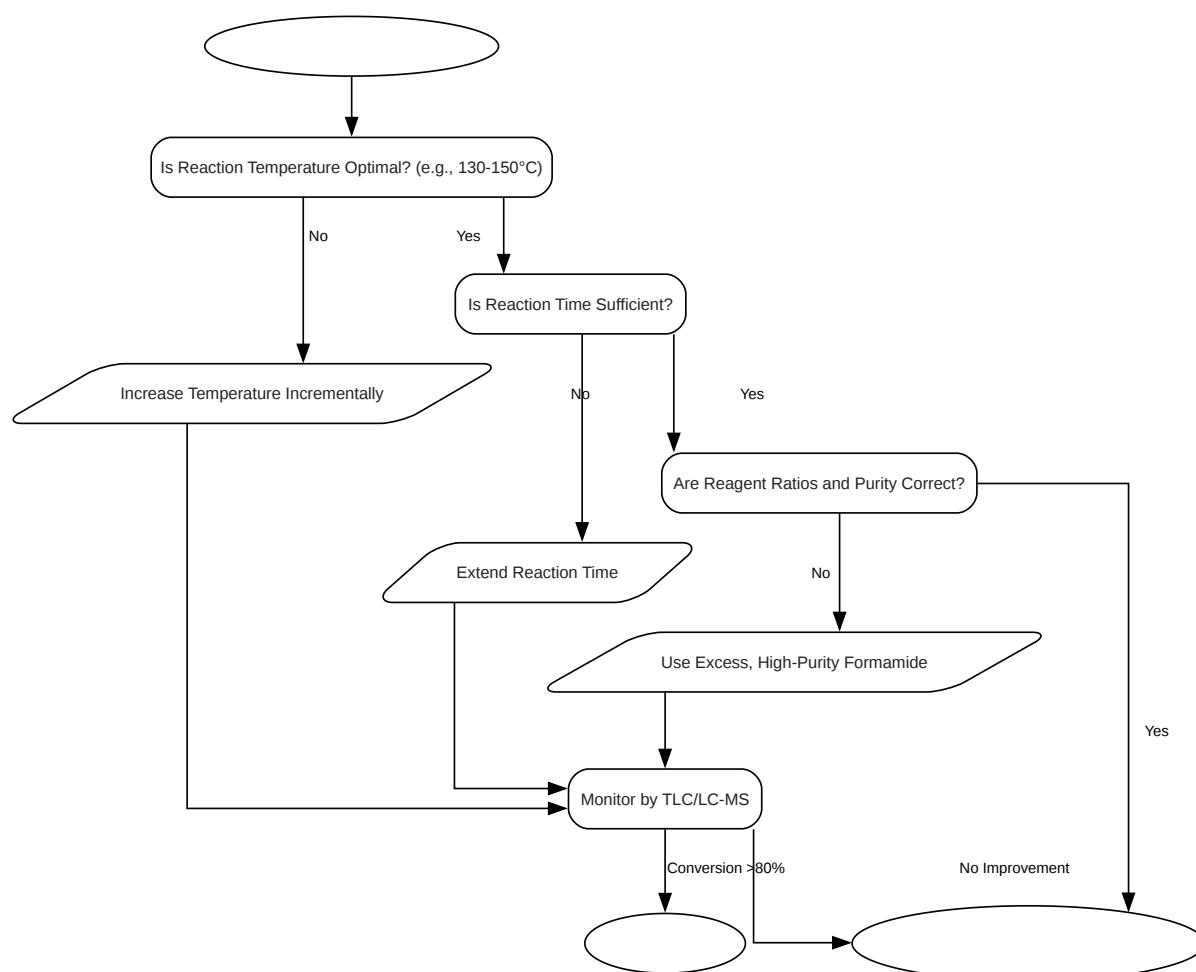 Is Reaction Temperature Optimal? (e.g., 130-150°C)
No
Yes
Is Reaction Time Sufficient?
Increase Temperature Incrementally
No
Yes
Are Reagent Ratios and Purity Correct?
Extend Reaction Time
No
Use Excess, High-Purity Formamide
Yes
Monitor by TLC/LC-MS
Conversion >80%
No Improvement